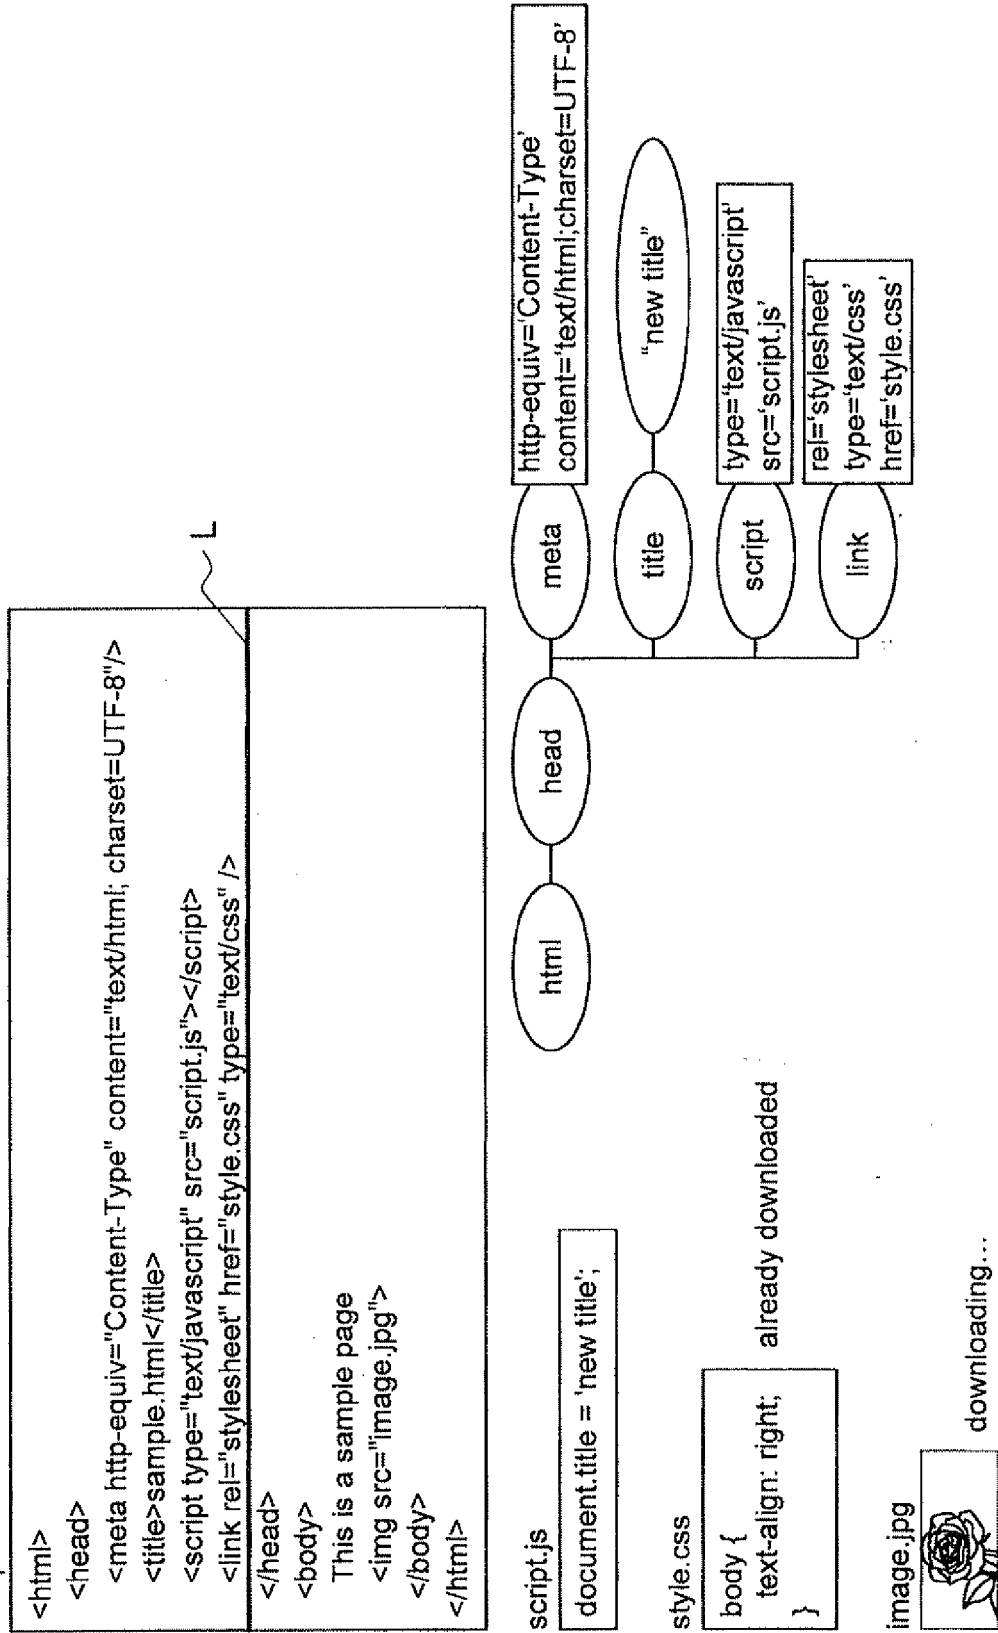 <html>
<head>
<meta http-equiv="Content-Type" content="text/html; charset=UTF-8"/>
<title>sample.html</title>
<script type="text/javascript" src="script.js"></script>
<link rel="stylesheet" href="style.css" type="text/css" />
L
</head>
<body>
This is a sample page
<img src="image.jpg">
</body>
</html>
script.js
document.title = 'new title';
style.css
body {
text-align: right;
}
already downloaded
image.jpg
downloading...
html
head
meta
http-equiv='Content-Type'
content='text/html;charset=UTF-8'
title
"new title"
script
type='text/javascript'
src='script.js'
link
rel='stylesheet'
type='text/css'
href='style.css'